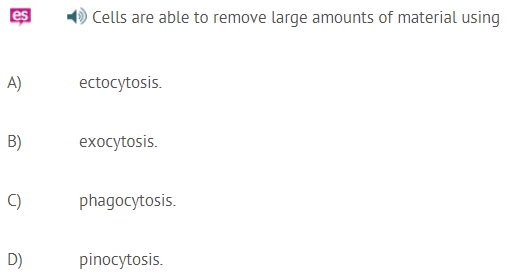 es Cells are able to remove large amounts of material using
A) ectocytosis.
B) exocytosis.
C) phagocytosis.
D) pinocytosis.